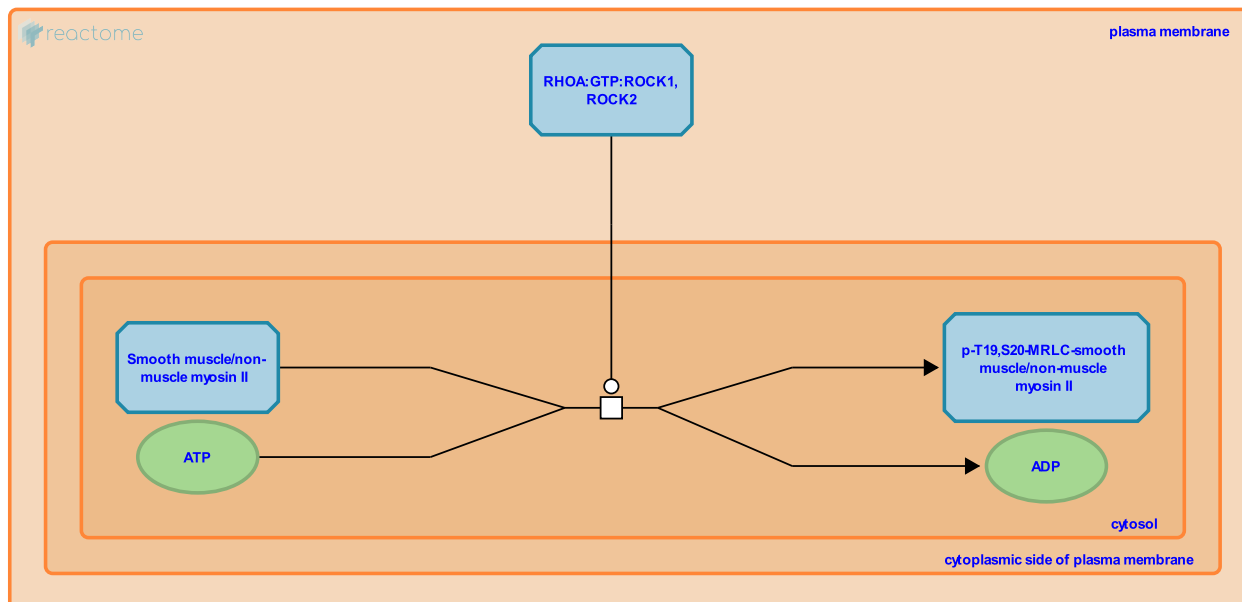 reactome
plasma membrane
RHOA:GTP:ROCK1,
ROCK2
Smooth muscle/non-
muscle myosin II
p-T19,S20-MRLC-smooth
muscle/non-muscle
myosin II
ATP
ADP
cytosol
cytoplasmic side of plasma membrane